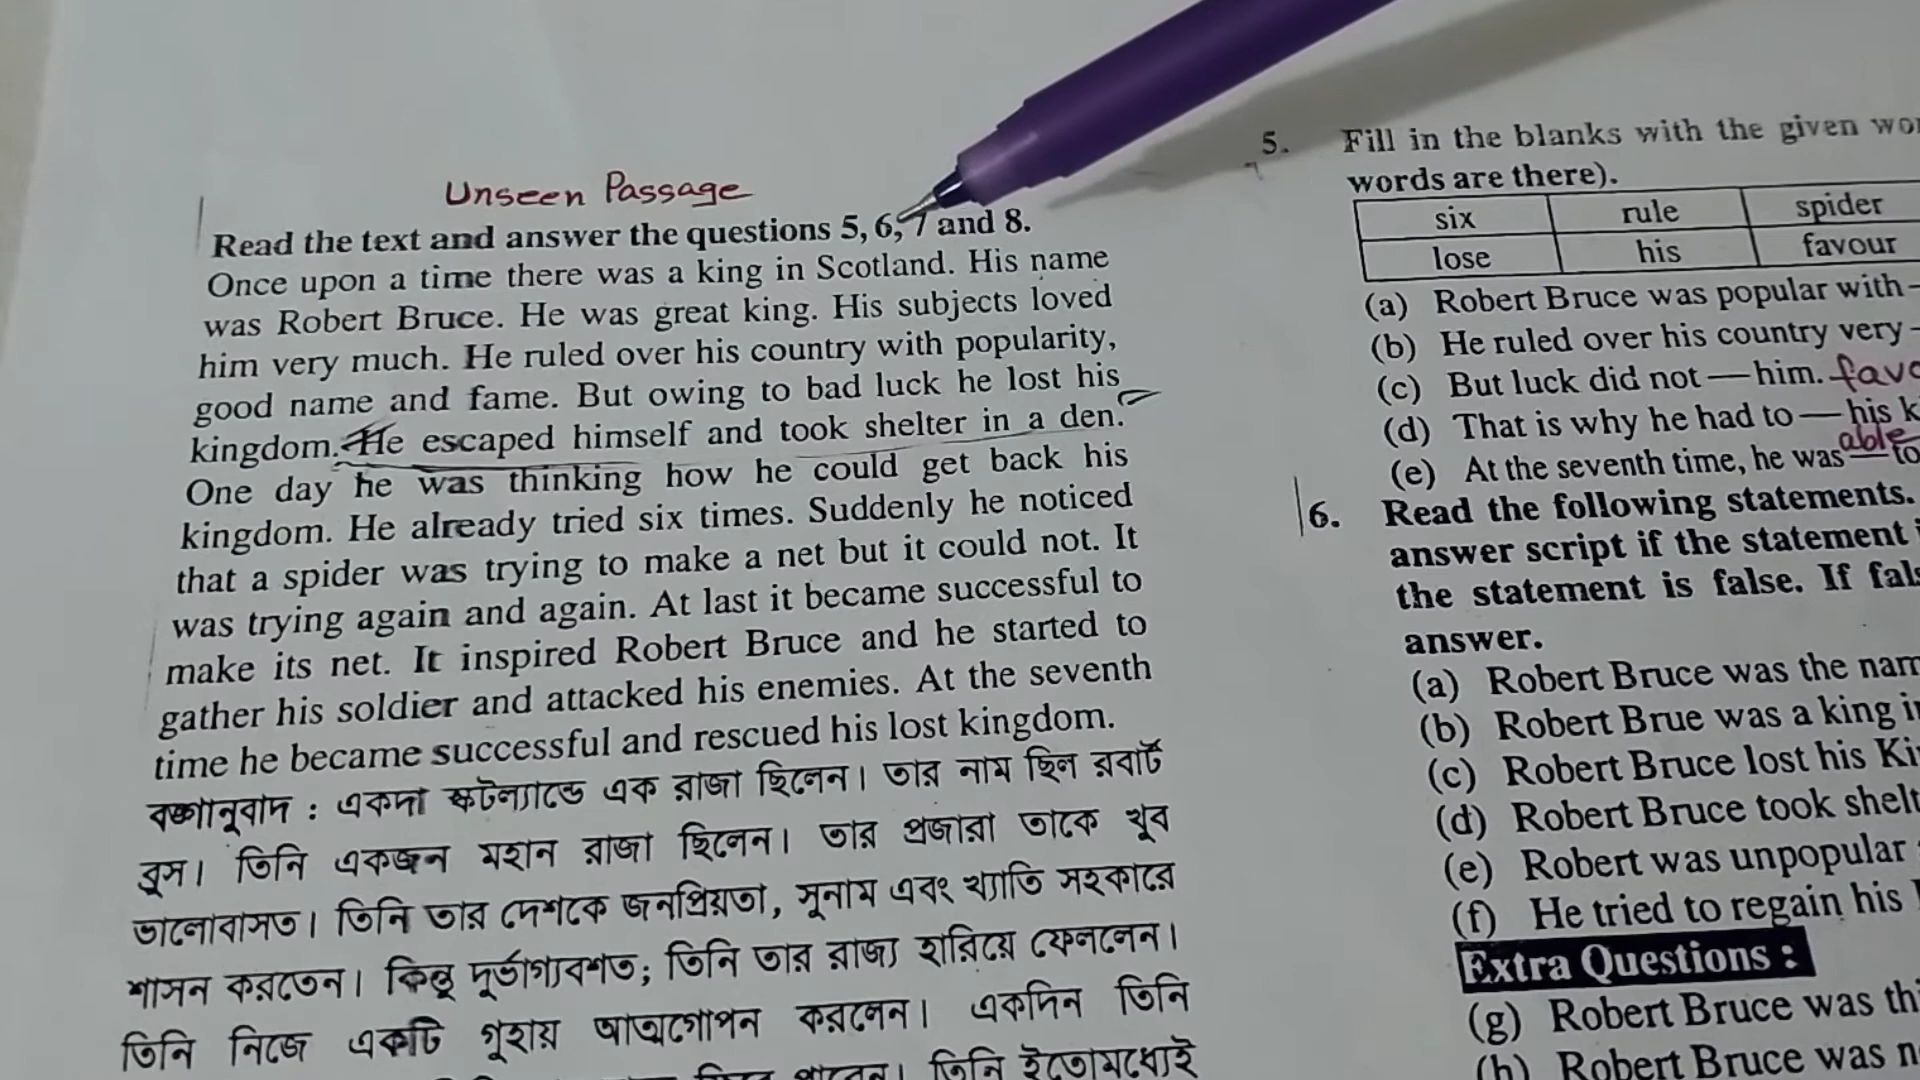 Unseen Passage
Read the text and answer the questions 5, 6, 7 and 8.
Once upon a time there was a king in Scotland. His name
was Robert Bruce. He was great king. His subjects loved
him very much. He ruled over his country with popularity,
good name and fame. But owing to bad luck he lost his
kingdom. He escaped himself and took shelter in a den.
One day he was thinking how he could get back his
kingdom. He already tried six times. Suddenly he noticed
that a spider was trying to make a net but it could not. It
was trying again and again. At last it became successful to
make its net. It inspired Robert Bruce and he started to
gather his soldier and attacked his enemies. At the seventh
time he became successful and rescued his lost kingdom.
বঙ্গানুবাদ : একদা স্কটল্যান্ডে এক রাজা ছিলেন। তার নাম ছিল রবার্ট
ব্রুস। তিনি একজন মহান রাজা ছিলেন। তার প্রজারা তাকে খুব
ভালোবাসত। তিনি তার দেশকে জনপ্রিয়তা, সুনাম এবং খ্যাতি সহকারে
শাসন করতেন। কিন্তু দুর্ভাগ্যবশত; তিনি তার রাজ্য হারিয়ে ফেললেন।
তিনি নিজে একটি গুহায় আত্মগোপন করলেন। একদিন তিনি
তিনি ইতোমধ্যেই
5. Fill in the blanks with the given
words are there).
six rule spider
lose his favour
(a) Robert Bruce was popular with—
(b) He ruled over his country very –
(c) But luck did not — him.
(d) That is why he had to — his
(e) At the seventh time, he was able — to
6. Read the following statements.
answer script if the statement
the statement is false. If
answer.
(a) Robert Bruce was the
(b) Robert Brue was a king
(c) Robert Bruce lost his
(d) Robert Bruce took
(e) Robert was unpopular
(f) He tried to regain his
Extra Questions :
(g) Robert Bruce was
(h) Robert Bruce was